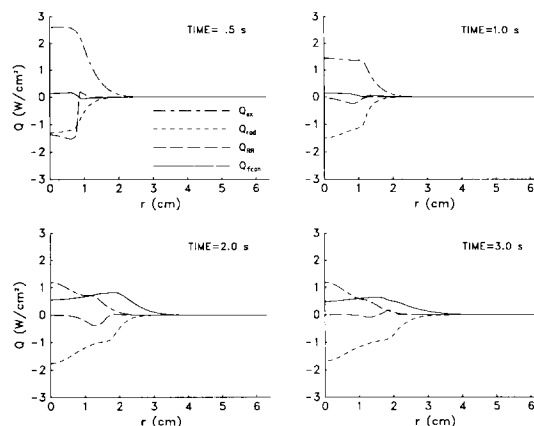 3
2
1
0
-1
-2
-3
Q (W/cm²)
TIME= .5 s
Q_ex
Q_rad
Q_RR
Q_fcon
0 1 2 3 4 5 6
r (cm)
3
2
1
0
-1
-2
-3
TIME=1.0 s
0 1 2 3 4 5 6
r (cm)
3
2
1
0
-1
-2
-3
Q (W/cm²)
TIME=2.0 s
0 1 2 3 4 5 6
r (cm)
3
2
1
0
-1
-2
-3
TIME=3.0 s
0 1 2 3 4 5 6
r (cm)